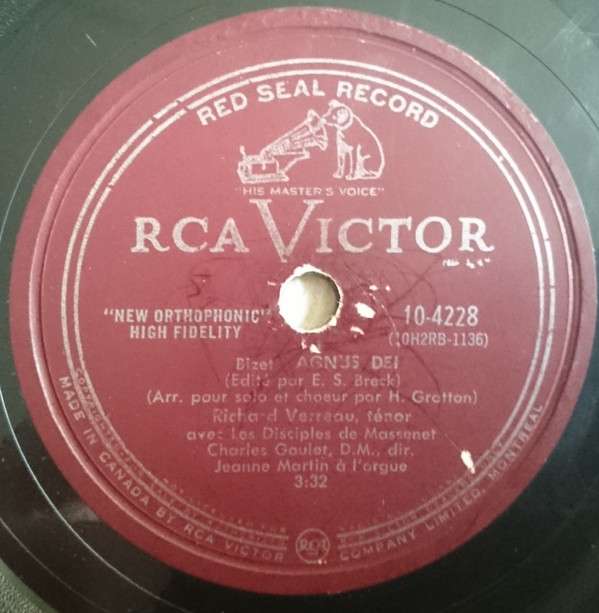 RED SEAL RECORD
"HIS MASTER'S VOICE"
RCA VICTOR
"NEW ORTHOPHONIC"
HIGH FIDELITY
10-4228
(10H2RB-1136)
Bizet AGNUS DEI
(Edité par E. S. Breck)
(Arr. pour solo et choeur par H. Gretton)
Richard Verreau, ténor
avec Les Disciples de Massenet
Charles Goulet, D.M., dir.
Jeanne Martin à l'orgue
3:32
MADE IN CANADA BY RCA VICTOR COMPANY LIMITED, MONTREAL
RCA